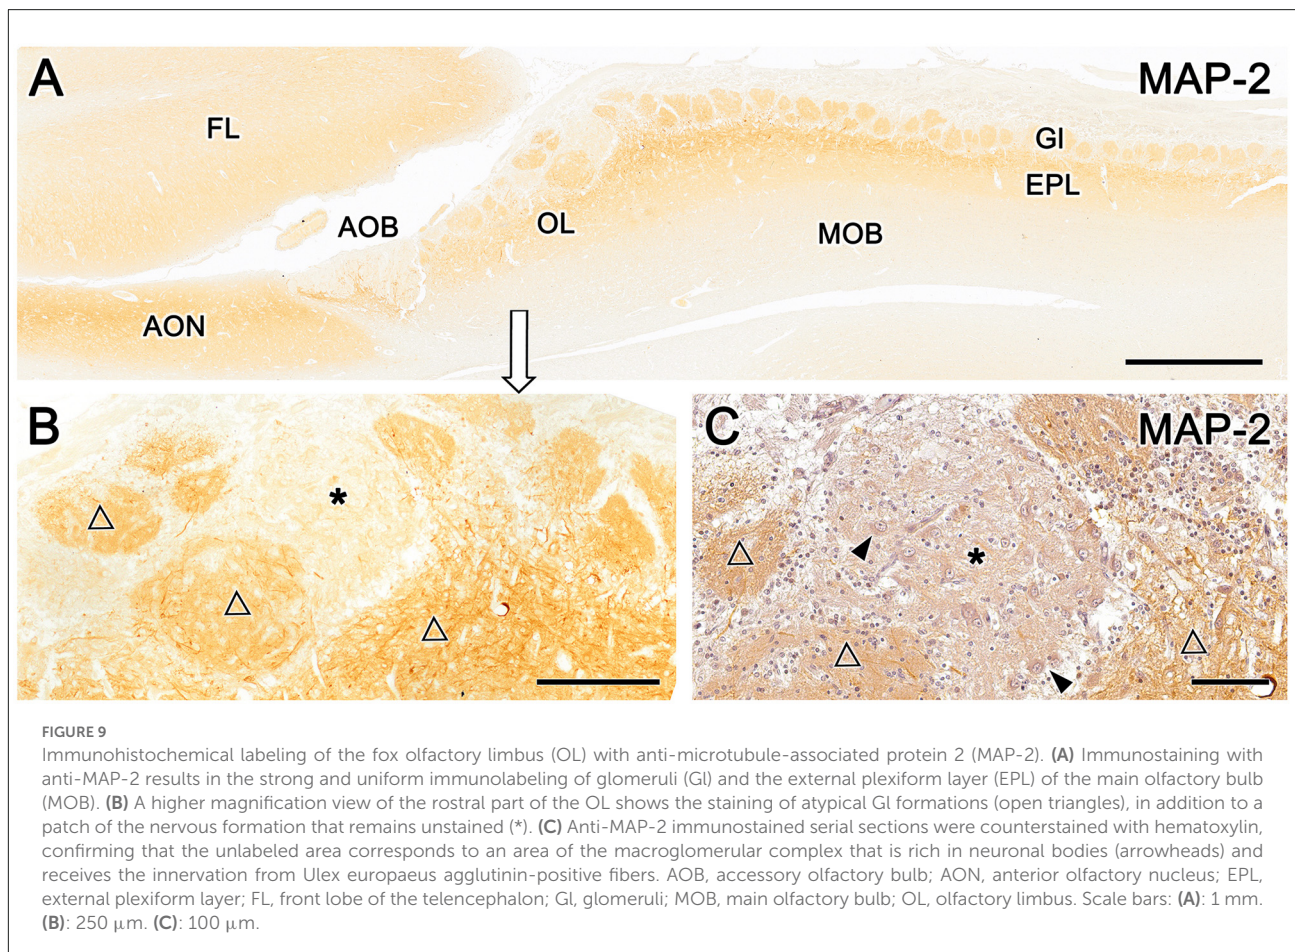 A
MAP-2
FL
Gl
EPL
AOB
OL
MOB
AON
B
*
C
MAP-2
*
FIGURE 9
Immunohistochemical labeling of the fox olfactory limbus (OL) with anti-microtubule-associated protein 2 (MAP-2). (A) Immunostaining with
anti-MAP-2 results in the strong and uniform immunolabeling of glomeruli (Gl) and the external plexiform layer (EPL) of the main olfactory bulb
(MOB). (B) A higher magnification view of the rostral part of the OL shows the staining of atypical Gl formations (open triangles), in addition to a
patch of the nervous formation that remains unstained (*). (C) Anti-MAP-2 immunostained serial sections were counterstained with hematoxylin,
confirming that the unlabeled area corresponds to an area of the macroglomerular complex that is rich in neuronal bodies (arrowheads) and
receives the innervation from Ulex europaeus agglutinin-positive fibers. AOB, accessory olfactory bulb; AON, anterior olfactory nucleus; EPL,
external plexiform layer; FL, front lobe of the telencephalon; Gl, glomeruli; MOB, main olfactory bulb; OL, olfactory limbus. Scale bars: (A): 1 mm.
(B): 250 μm. (C): 100 μm.